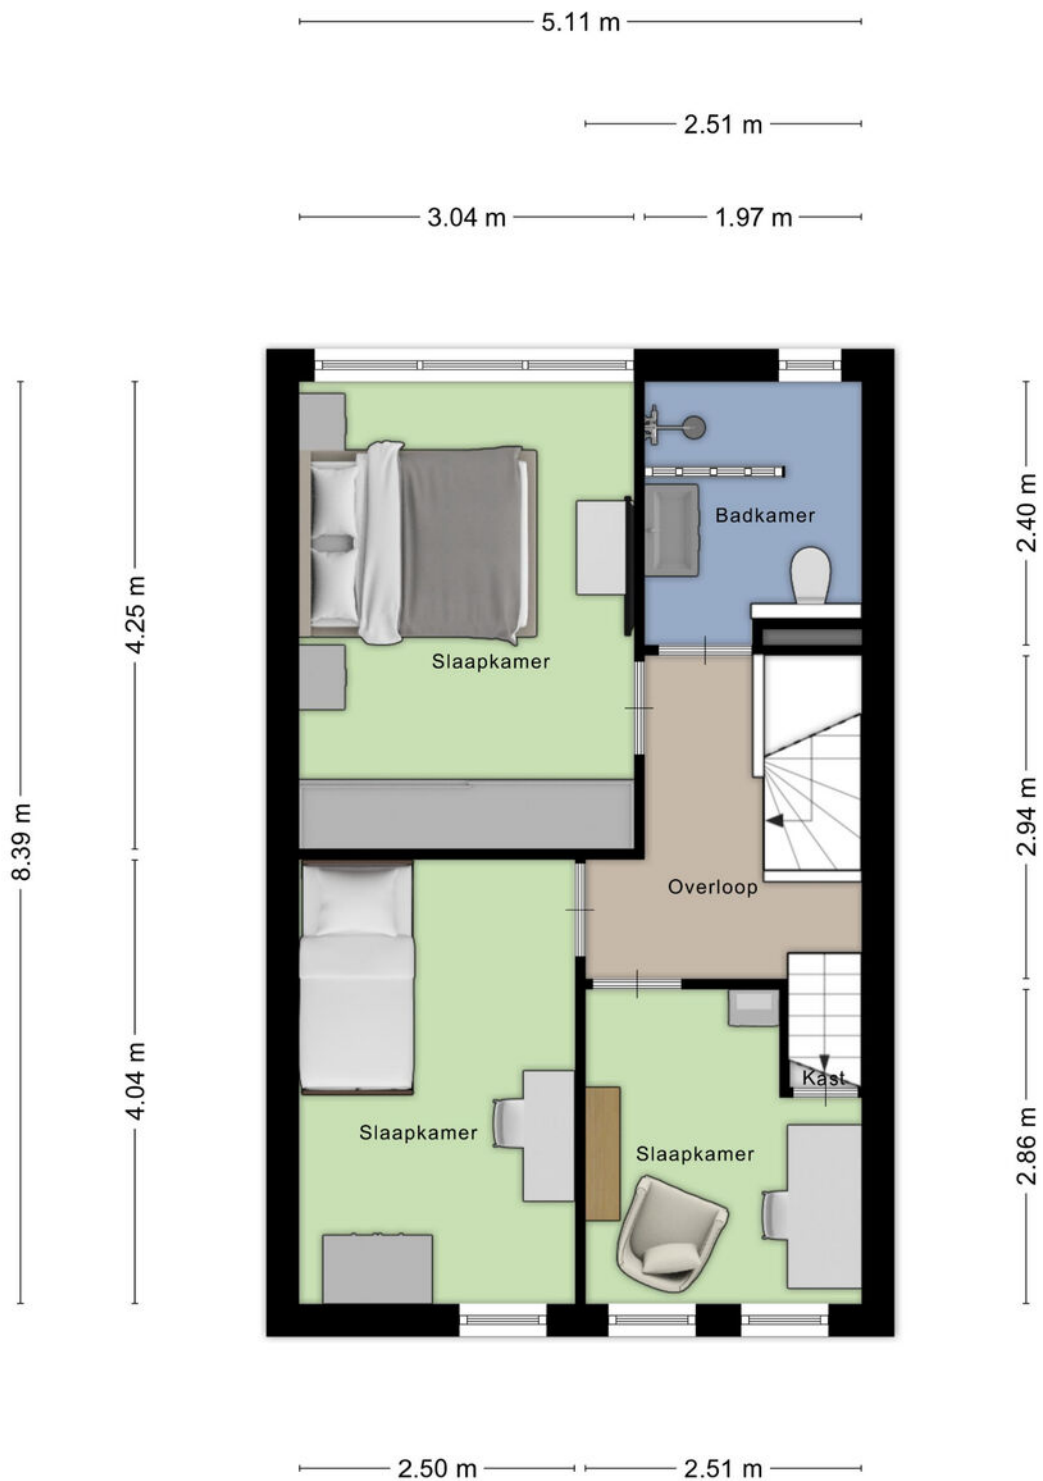 5.11 m
2.51 m
3.04 m
1.97 m
Badkamer
2.40 m
4.25 m
Slaapkamer
8.39 m
2.94 m
Overloop
4.04 m
Kast
Slaapkamer
Slaapkamer
2.86 m
2.50 m
2.51 m